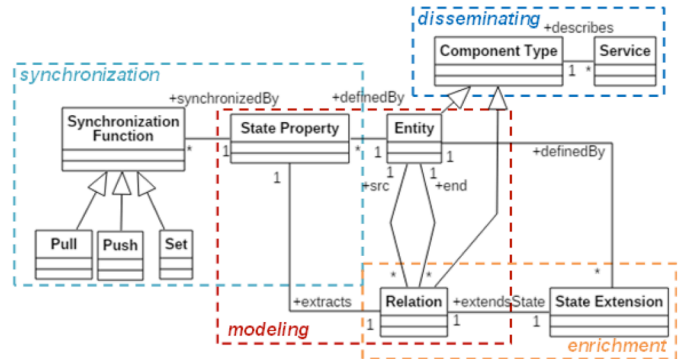 disseminating
+describes
Component Type
Service
1
*
synchronization
+synchronizedBy
+definedBy
Synchronization
Function
State Property
Entity
*
1
*
1
1
+definedBy
1
1
1
+src
+end
Pull
Push
Set
*
*
*
+extracts
Relation
+extendsState
State Extension
1
1
1
modeling
enrichment